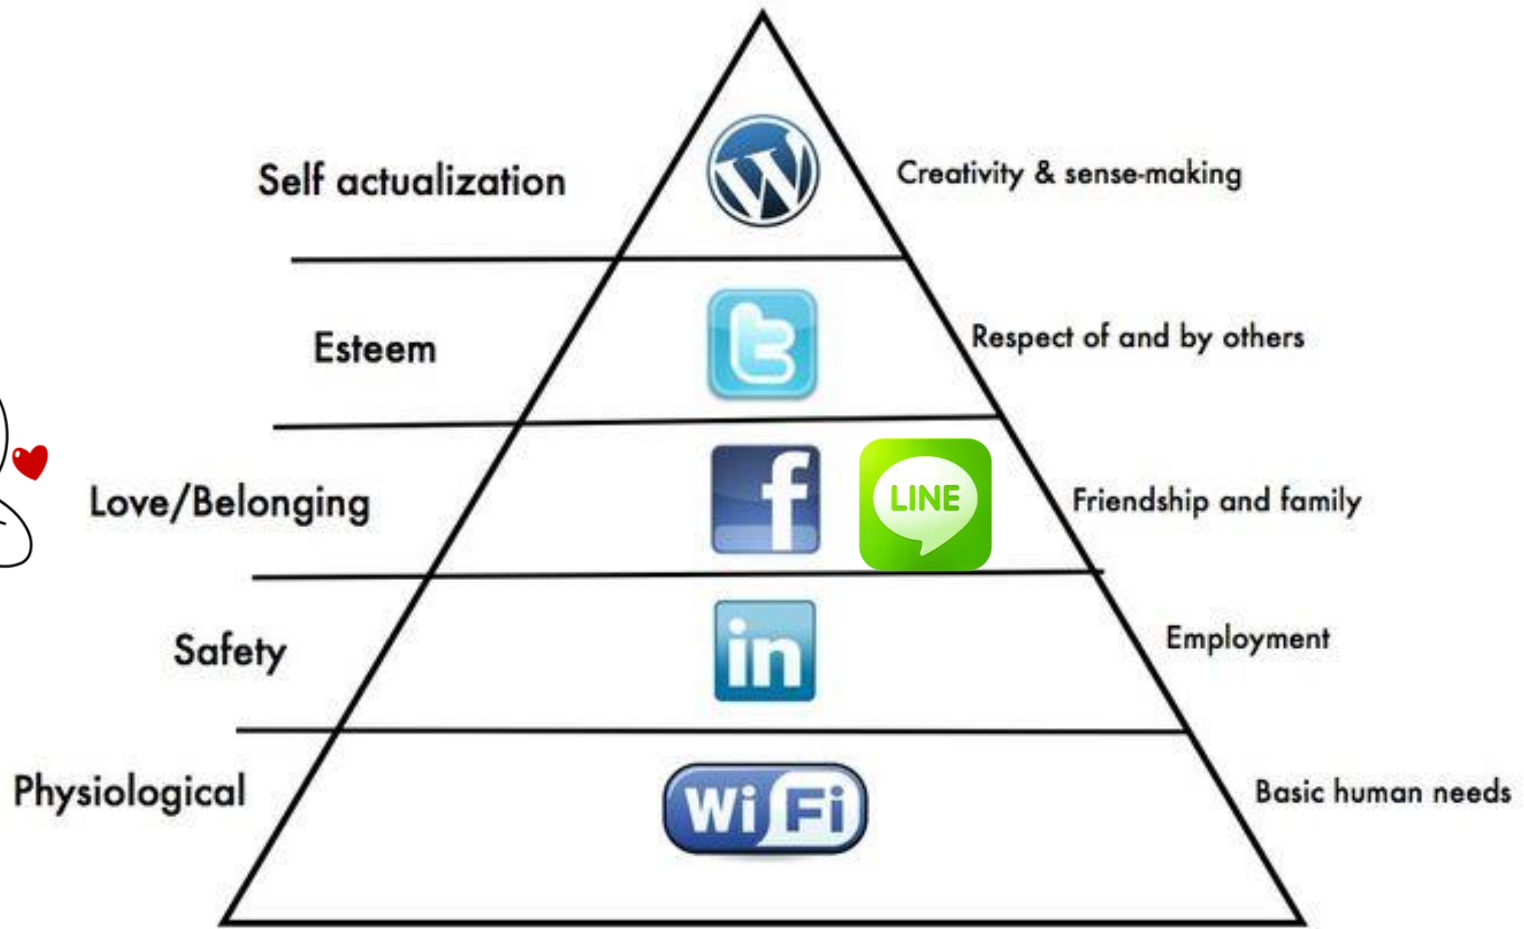 Self actualization
Creativity & sense-making
Esteem
Respect of and by others
Love/Belonging
LINE
Friendship and family
Safety
in
Employment
Physiological
Wi Fi
Basic human needs